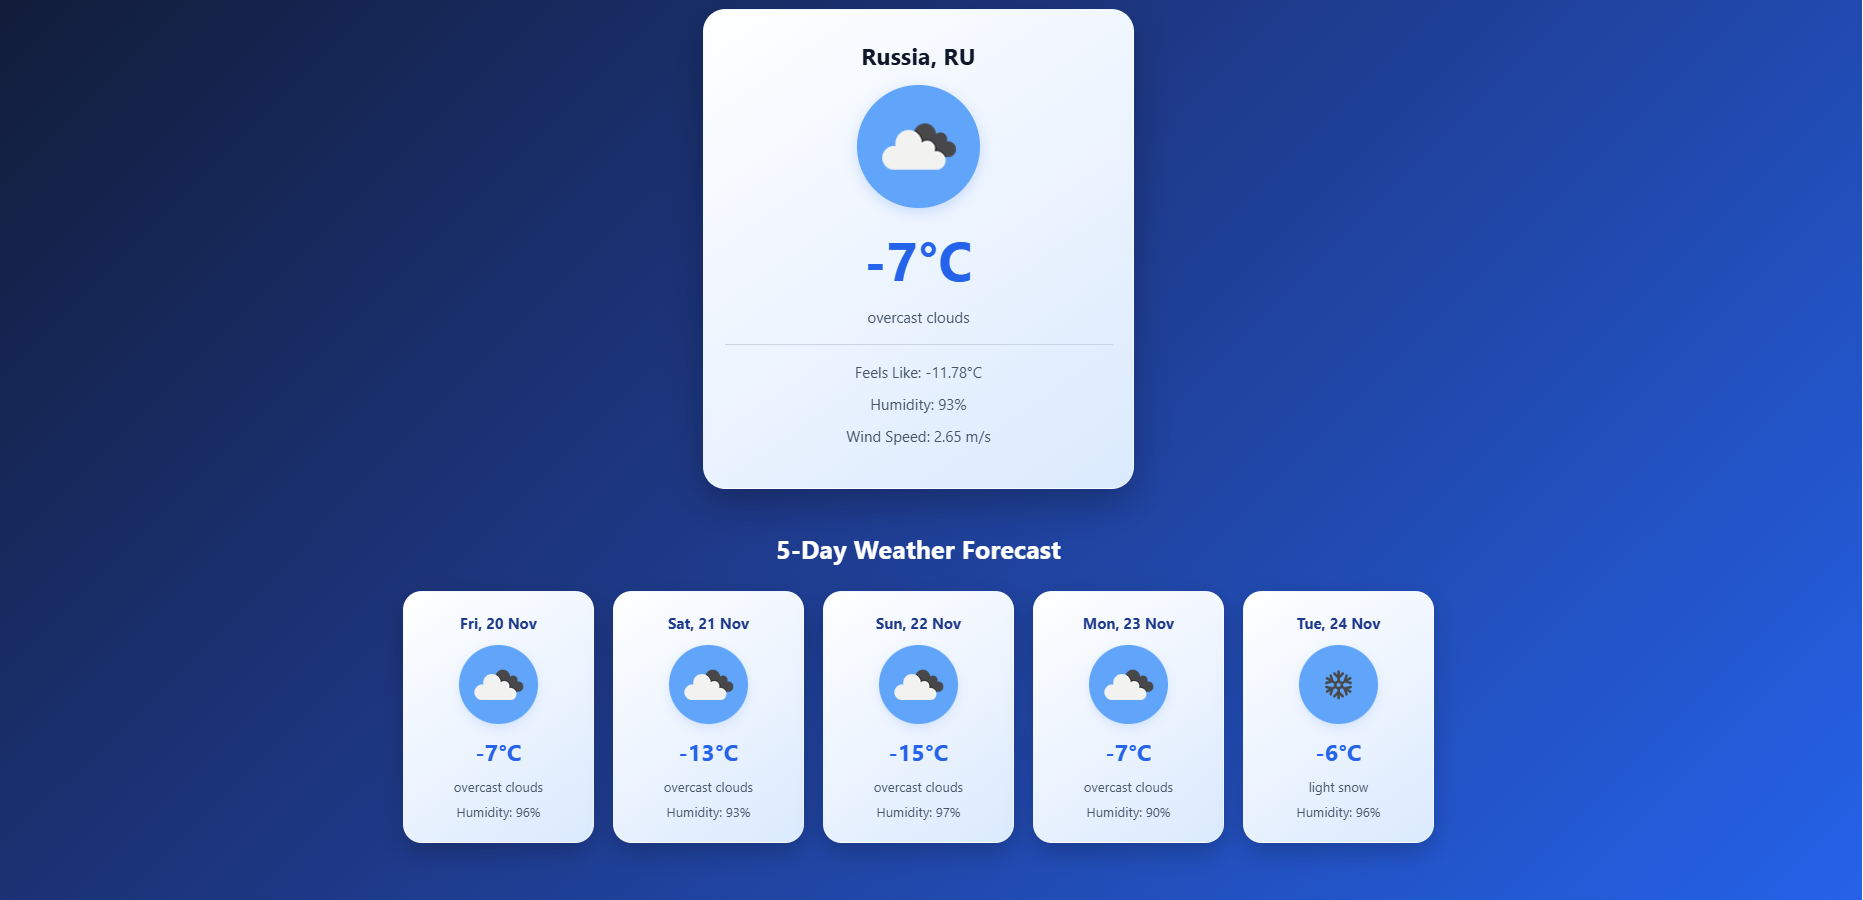 Russia, RU
-7°C
overcast clouds
Feels Like: -11.78°C
Humidity: 93%
Wind Speed: 2.65 m/s
5-Day Weather Forecast
Fri, 20 Nov
-7°C
overcast clouds
Humidity: 96%
Sat, 21 Nov
-13°C
overcast clouds
Humidity: 93%
Sun, 22 Nov
-15°C
overcast clouds
Humidity: 97%
Mon, 23 Nov
-7°C
overcast clouds
Humidity: 90%
Tue, 24 Nov
-6°C
light snow
Humidity: 96%